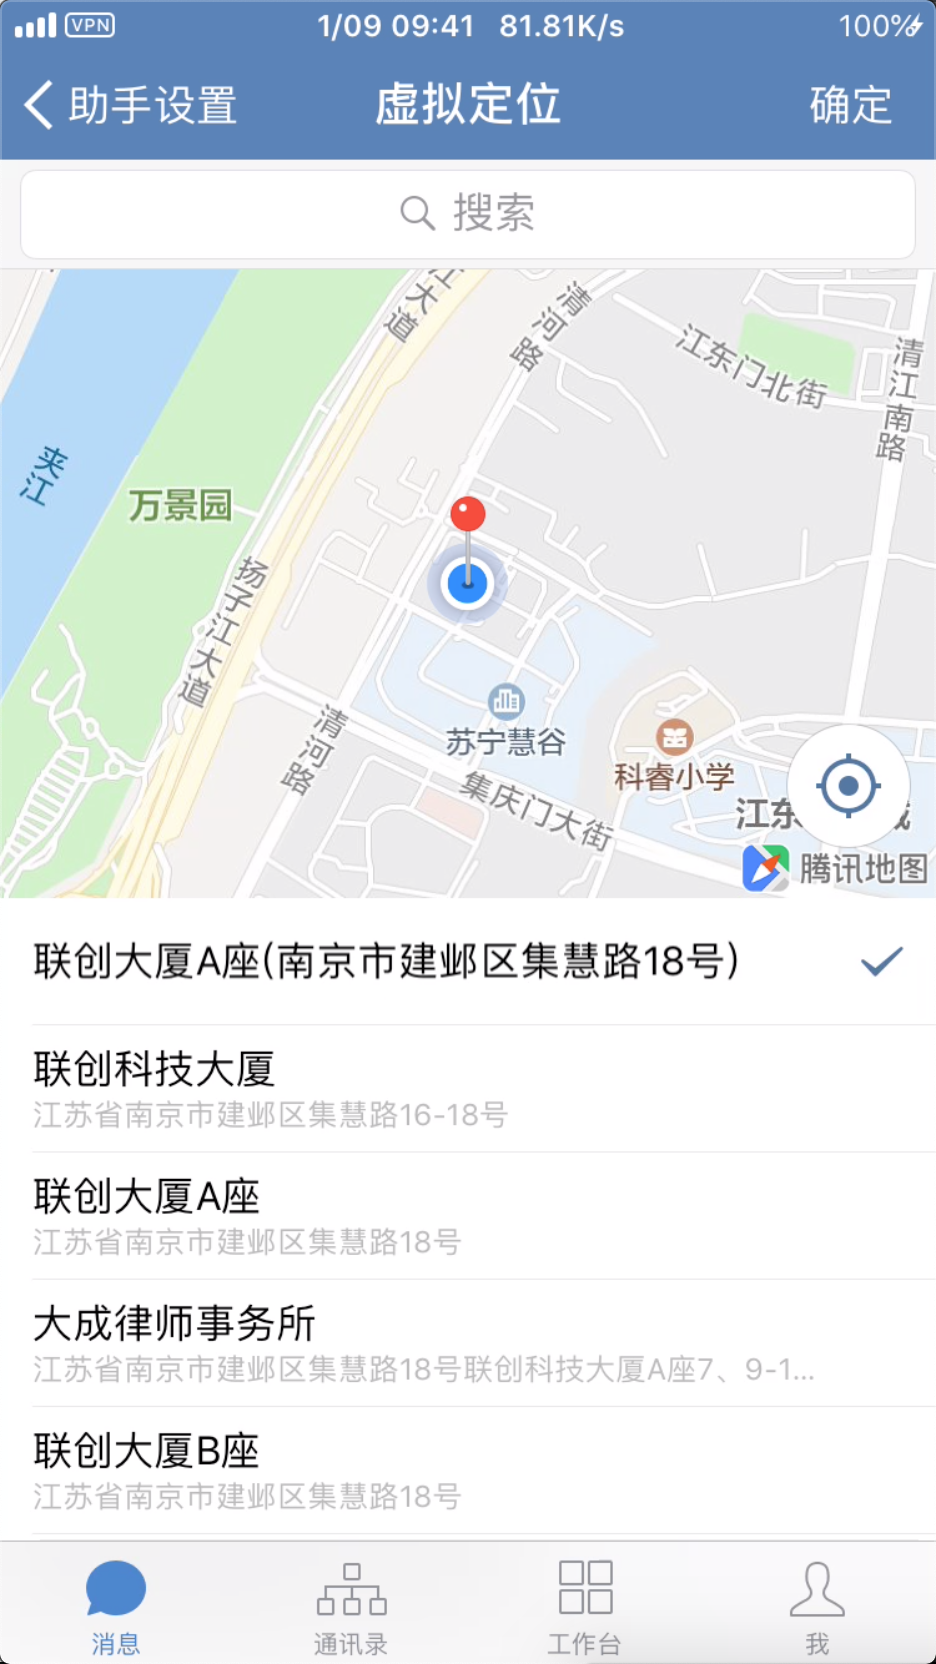 VPN 1/09 09:41 81.81K/s 100%
助手设置 虚拟定位 确定
搜索
江大道
清河路
江东门北街
清江南路
夹江
万景园
扬子江大道
苏宁慧谷
清河路
科睿小学
集庆门大街
江东
腾讯地图
联创大厦A座(南京市建邺区集慧路18号)
联创科技大厦
江苏省南京市建邺区集慧路16-18号
联创大厦A座
江苏省南京市建邺区集慧路18号
大成律师事务所
江苏省南京市建邺区集慧路18号联创科技大厦A座7、9-1...
联创大厦B座
江苏省南京市建邺区集慧路18号
消息 通讯录 工作台 我